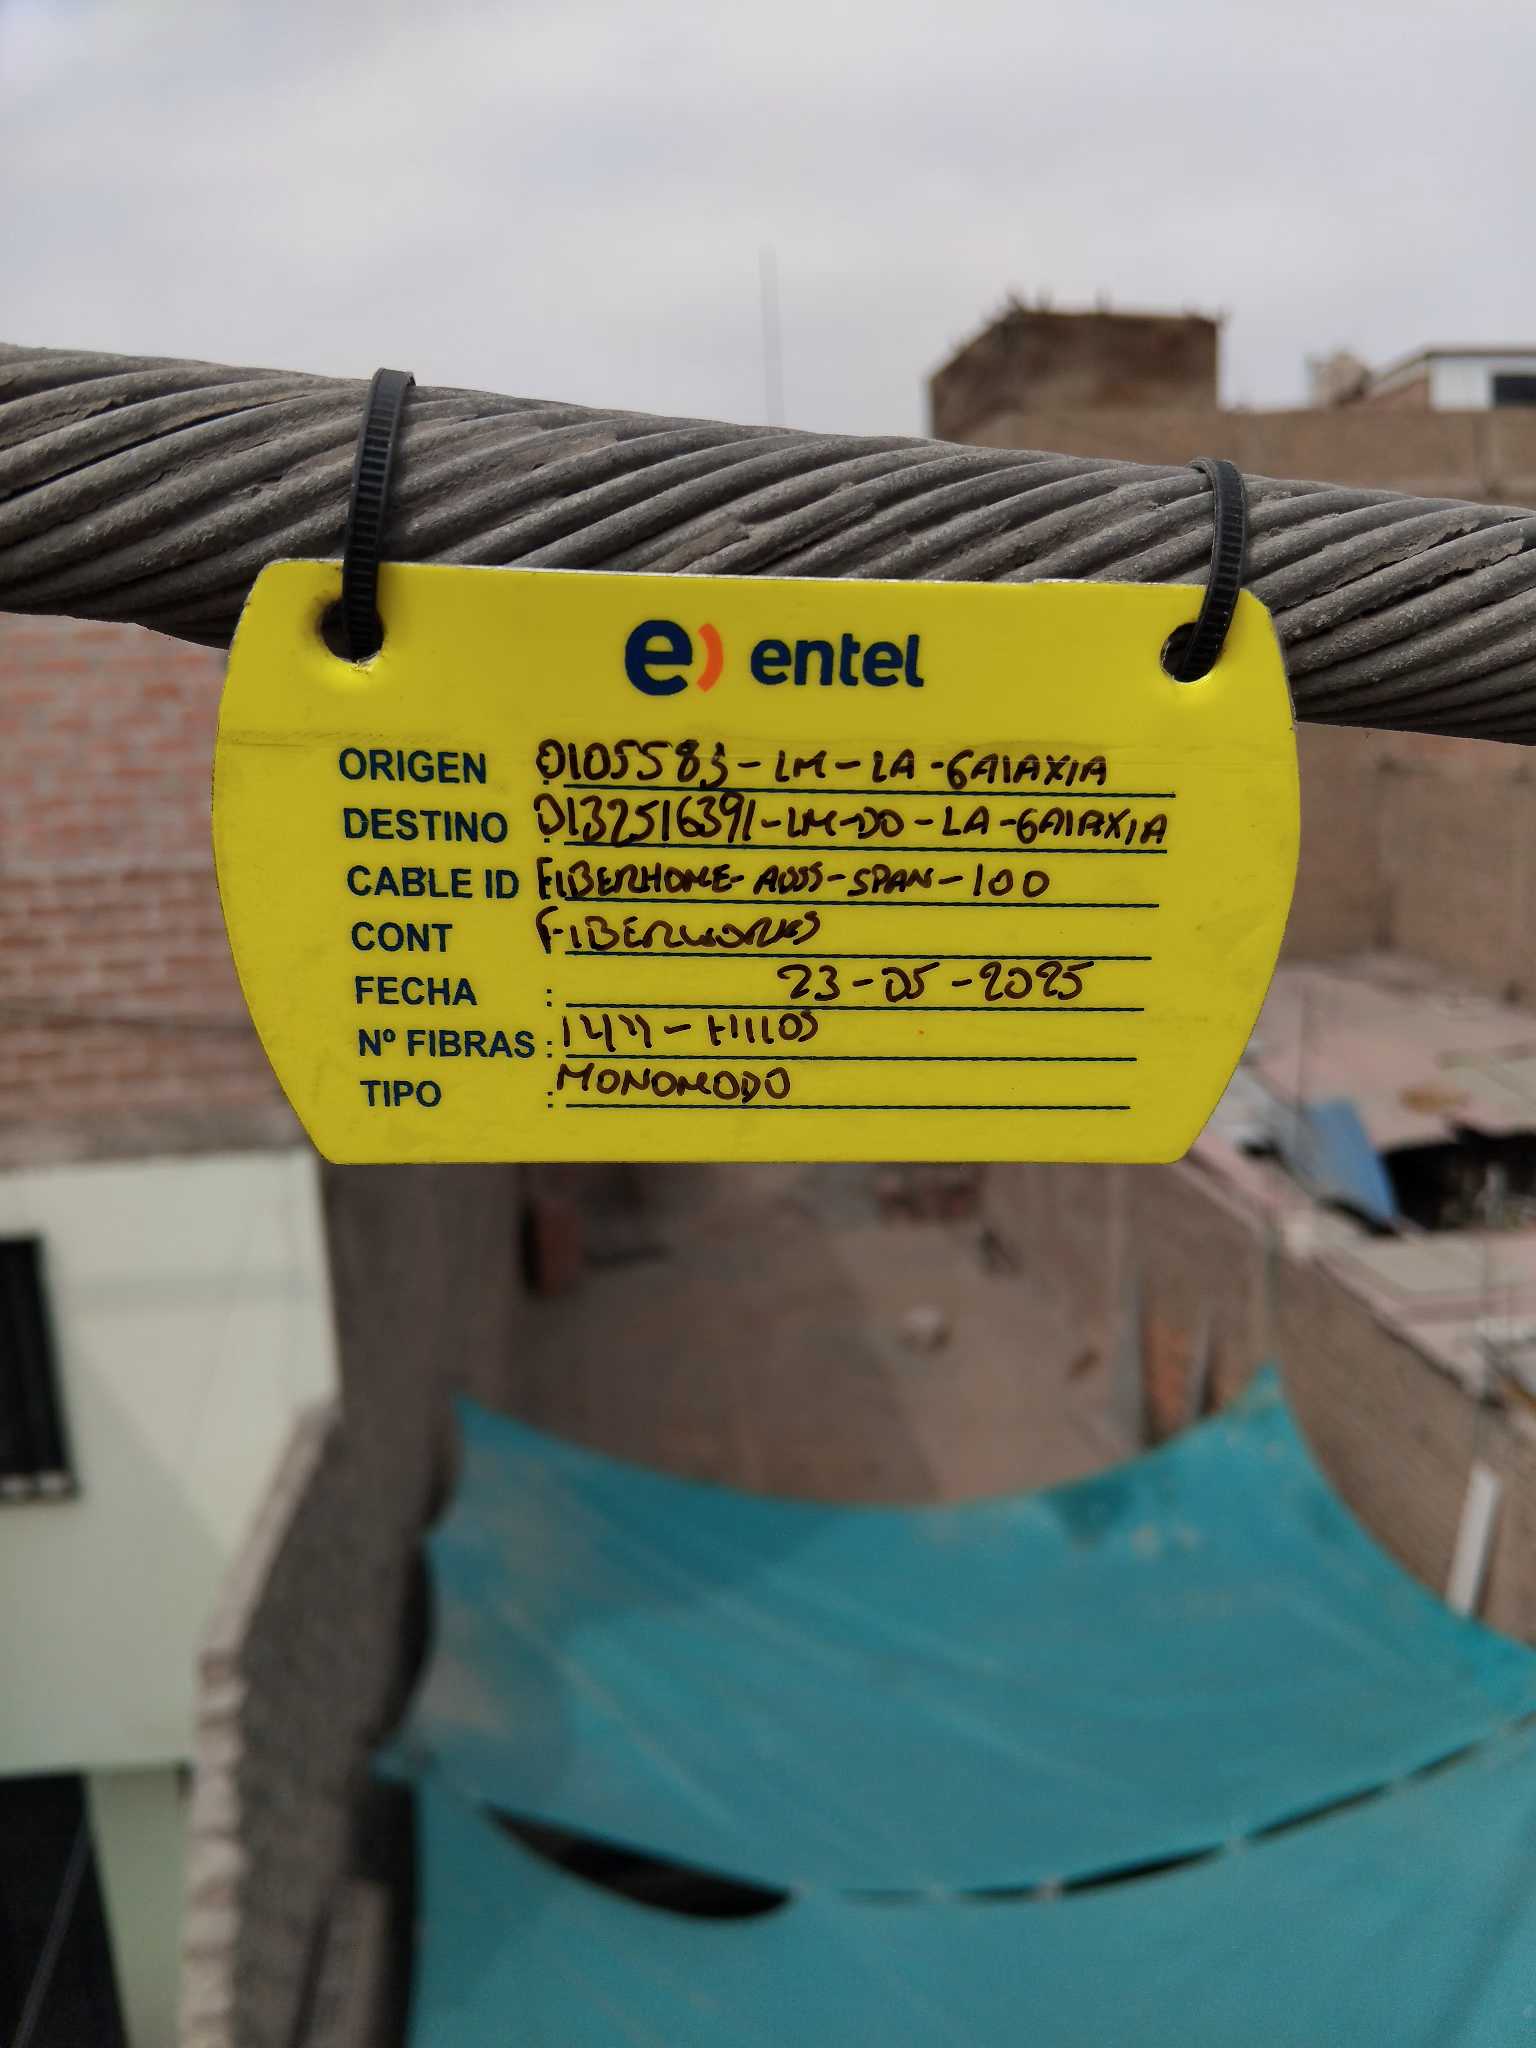 e) entel
ORIGEN 0105583-LM-LA-GALAXIA
DESTINO : 0132516391-LM-DO-LA-GALAXIA
CABLE ID FIBERHOME-ADSS-SPAN-100
CONT FIBERWORKS
FECHA : 23-05-2025
Nº FIBRAS : 144-HILOS
TIPO : MONOMODO